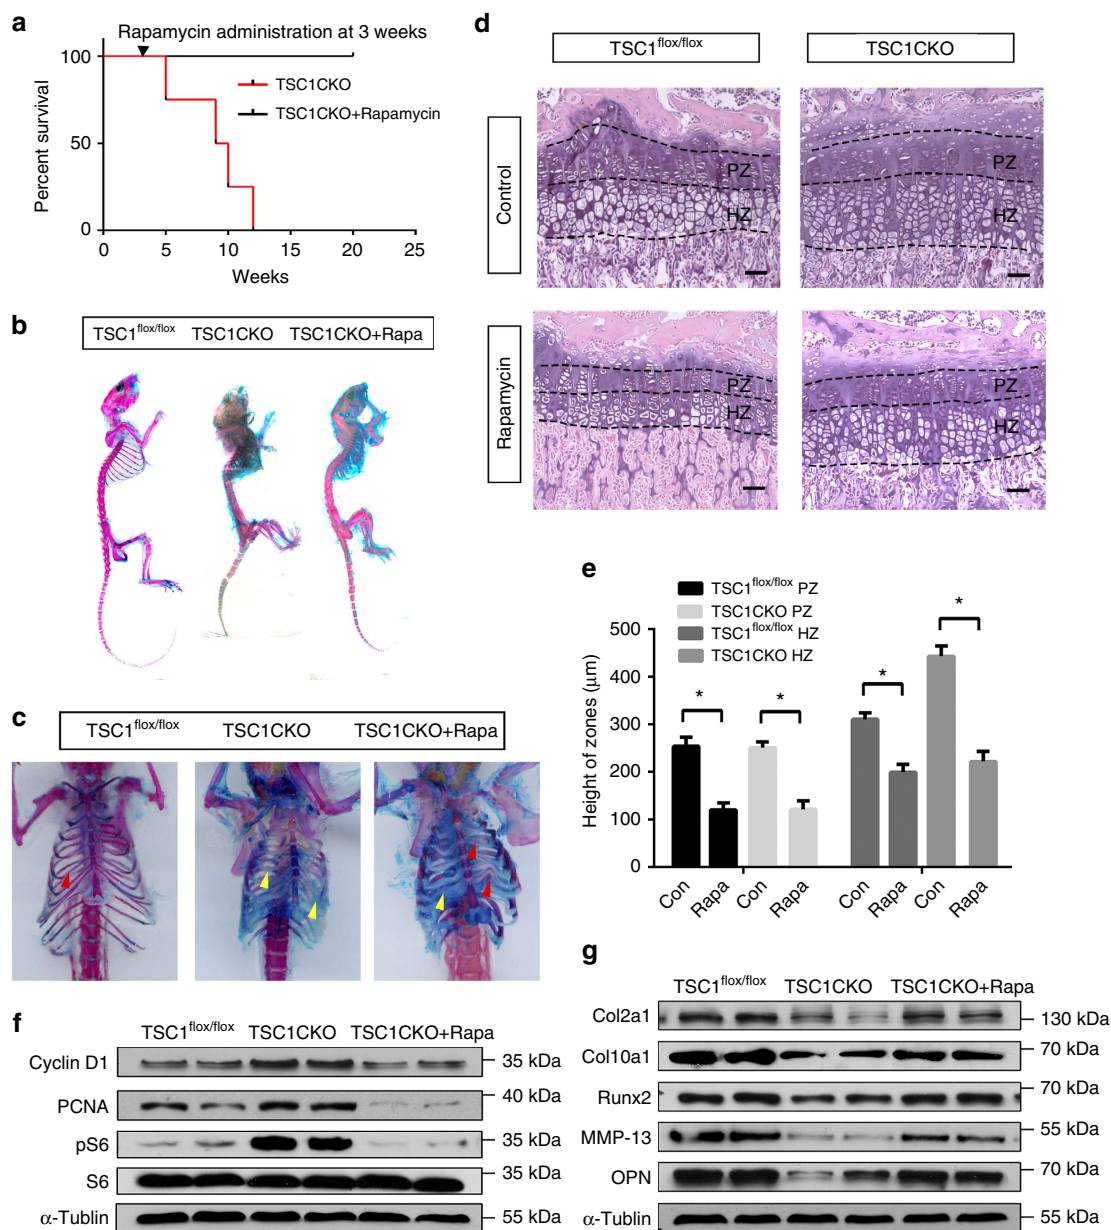 a
Rapamycin administration at 3 weeks
100
50
0
Percent survival
TSC1CKO
TSC1CKO+Rapamycin
0 5 10 15 20 25
Weeks
b
TSC1flox/flox TSC1CKO TSC1CKO+Rapa
c
TSC1flox/flox TSC1CKO TSC1CKO+Rapa
d
TSC1flox/flox TSC1CKO
Control
PZ
HZ
PZ
HZ
Rapamycin
PZ
HZ
PZ
HZ
e
TSC1flox/flox PZ
TSC1CKO PZ
TSC1flox/flox HZ
TSC1CKO HZ
Height of zones (μm)
500
400
300
200
100
0
* * * *
Con Rapa Con Rapa Con Rapa Con Rapa
f
TSC1flox/flox TSC1CKO TSC1CKO+Rapa
Cyclin D1 35 kDa
PCNA 40 kDa
pS6 35 kDa
S6 35 kDa
α-Tublin 55 kDa
g
TSC1flox/flox TSC1CKO TSC1CKO+Rapa
Col2a1 130 kDa
Col10a1 70 kDa
Runx2 70 kDa
MMP-13 55 kDa
OPN 70 kDa
α-Tublin 55 kDa